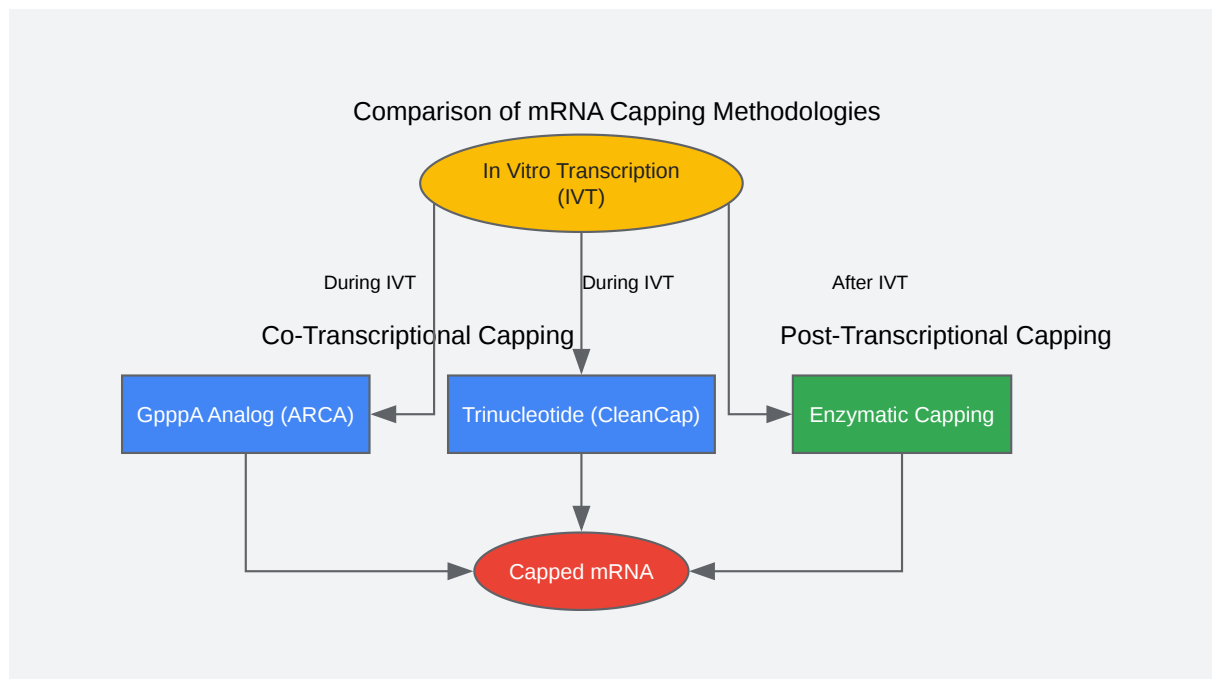 Comparison of mRNA Capping Methodologies
In Vitro Transcription
(IVT)
During IVT
During IVT
After IVT
Co-Transcriptional Capping
Post-Transcriptional Capping
GpppA Analog (ARCA)
Trinucleotide (CleanCap)
Enzymatic Capping
Capped mRNA